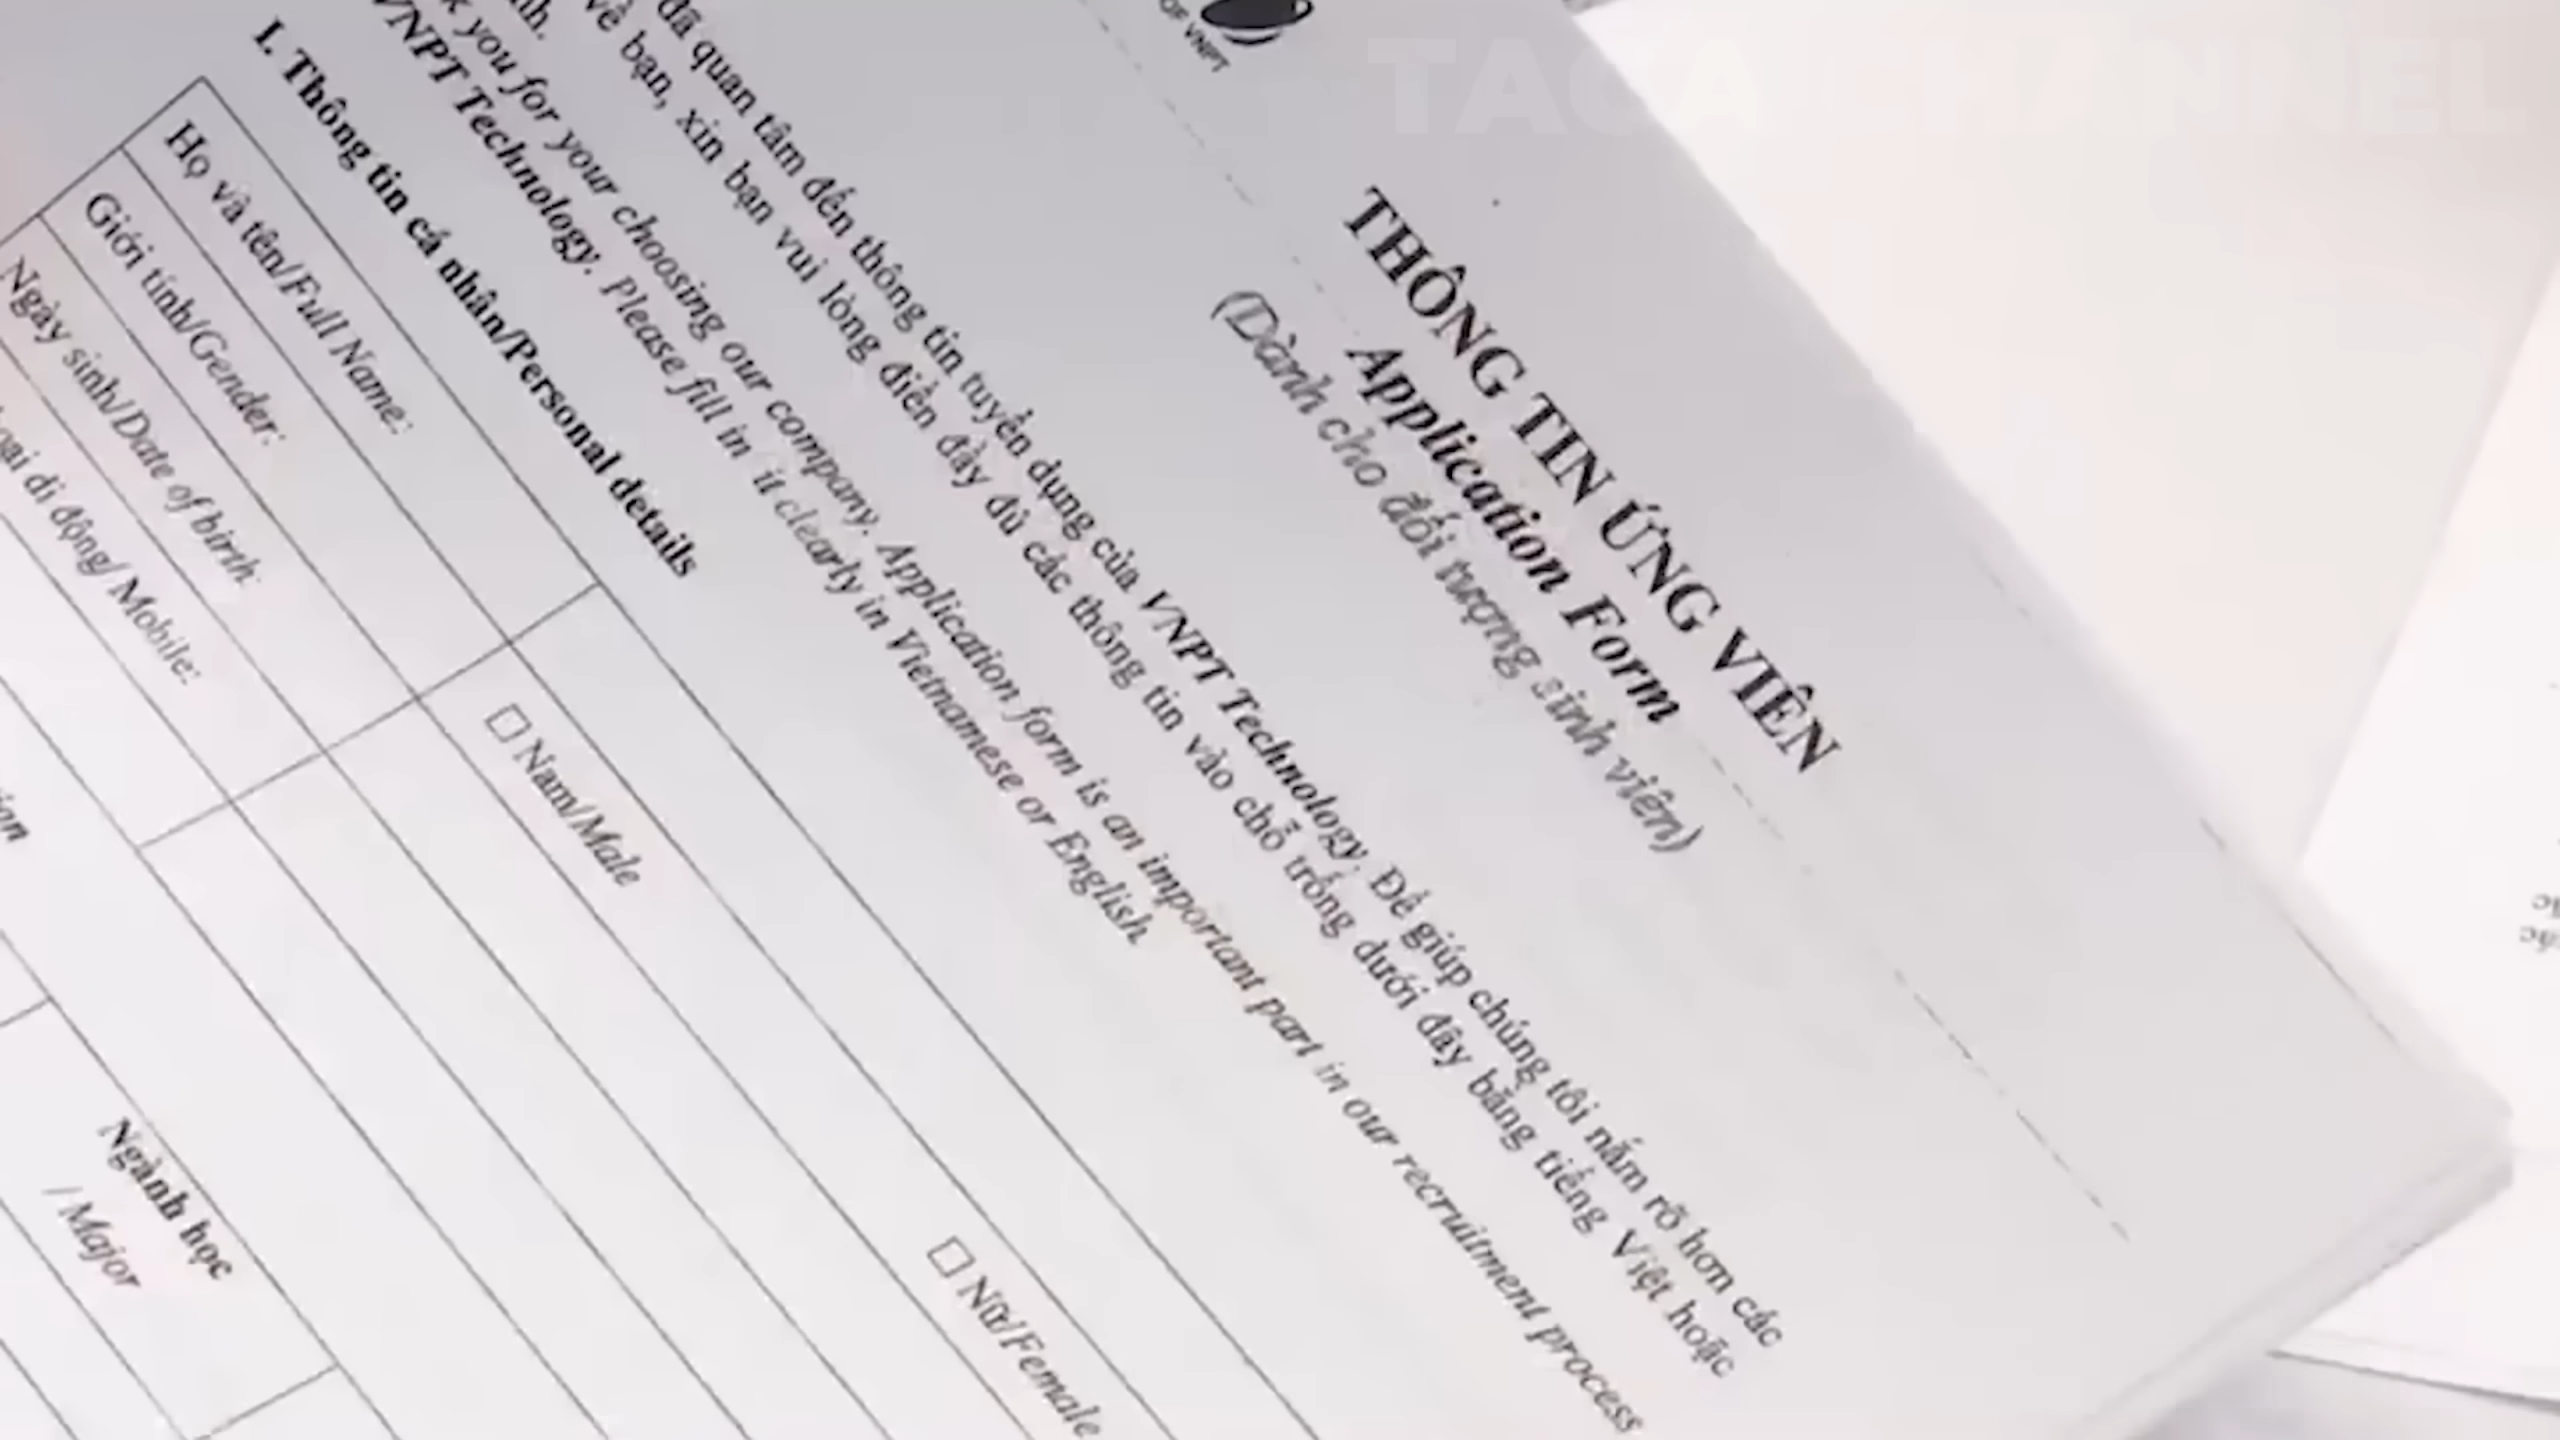 TAGA CHANNEL
OF VNPT
THÔNG TIN ỨNG VIÊN
Application Form
(Dành cho đối tượng sinh viên)
đã quan tâm đến thông tin tuyển dụng của VNPT Technology. Để giúp chúng tôi nắm rõ hơn các
về bạn, xin bạn vui lòng điền đầy đủ các thông tin vào chỗ trống dưới đây bằng tiếng Việt hoặc
you for your choosing our company. Application form is an important part in our recruitment process
VNPT Technology. Please fill in it clearly in Vietnamese or English
I. Thông tin cá nhân/Personal details
Họ và tên/Full Name:
Giới tính/Gender:
Nam/Male
Nữ/Female
Ngày sinh/Date of birth:
di động/ Mobile:
Ngành học
/ Major